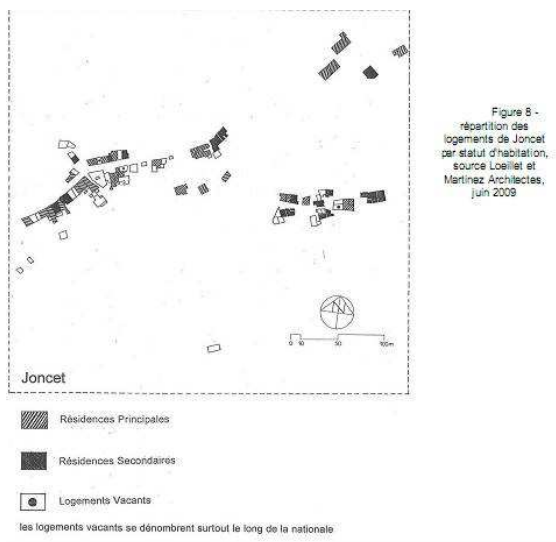 Figure 8 -
répartition des
logements de Joncet
par statut d'habitation,
source Loeillet et
Martinez Architectes,
juin 2009
N
0 10 50 100m
Joncet
Résidences Principales
Résidences Secondaires
Logements Vacants
les logements vacants se dénombrent surtout le long de la nationale